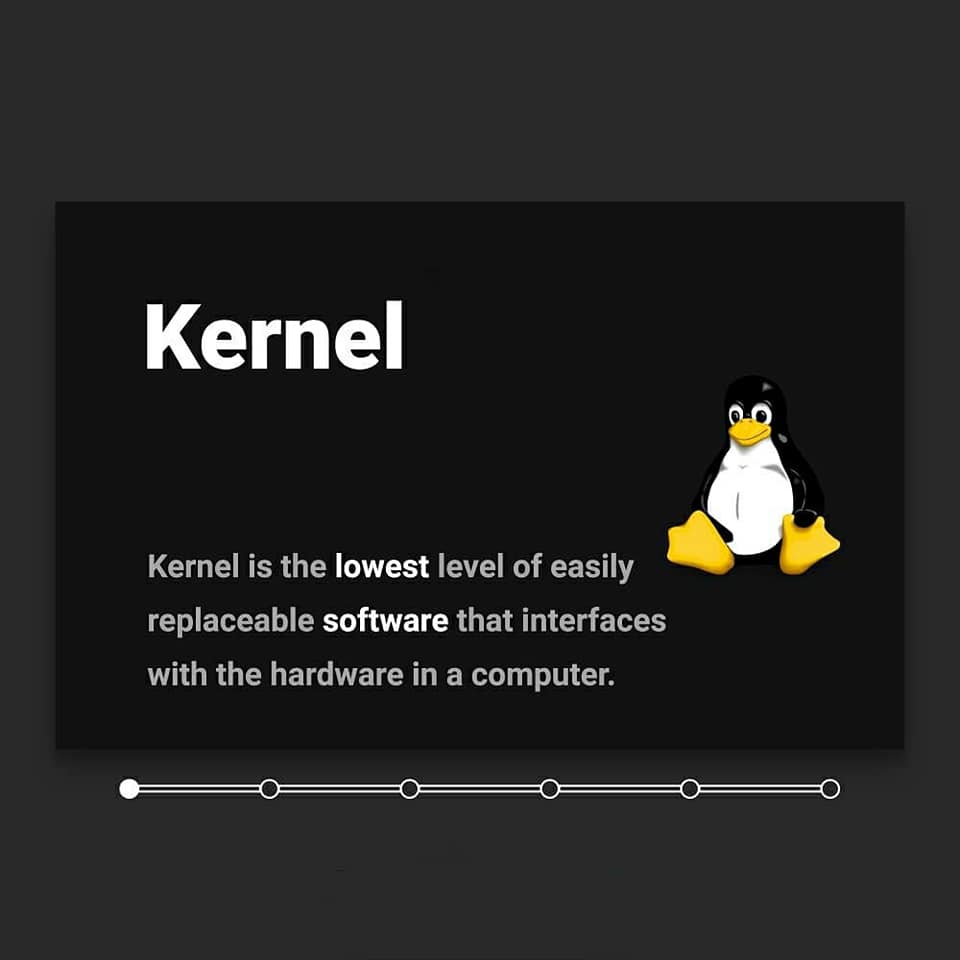 Kernel
Kernel is the lowest level of easily
replaceable software that interfaces
with the hardware in a computer.